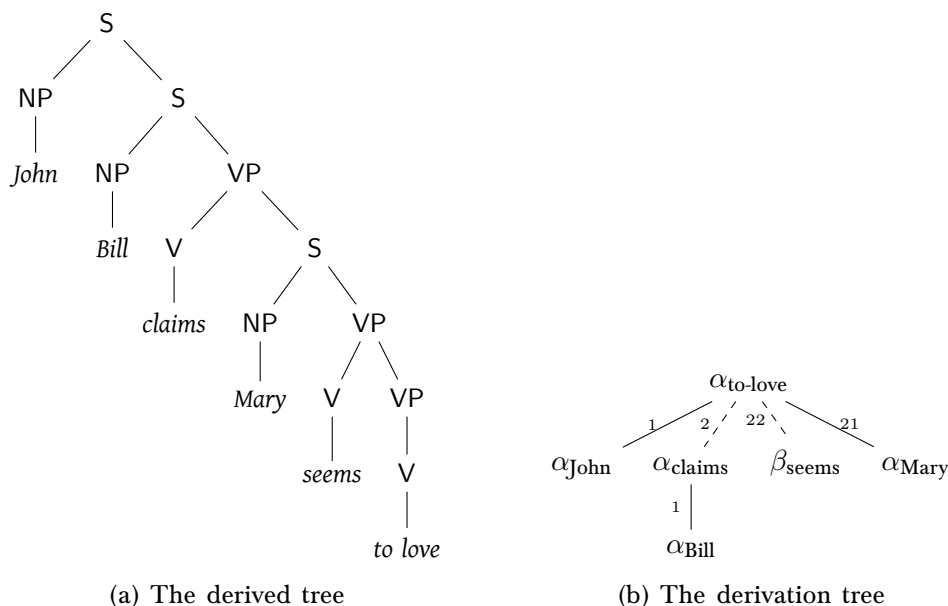 S
NP S
John NP VP
Bill V S
claims NP VP
Mary V VP
seems V
to love
(a) The derived tree
α_to-love
1 2 22 21
α_John α_claims β_seems α_Mary
1
α_Bill
(b) The derivation tree